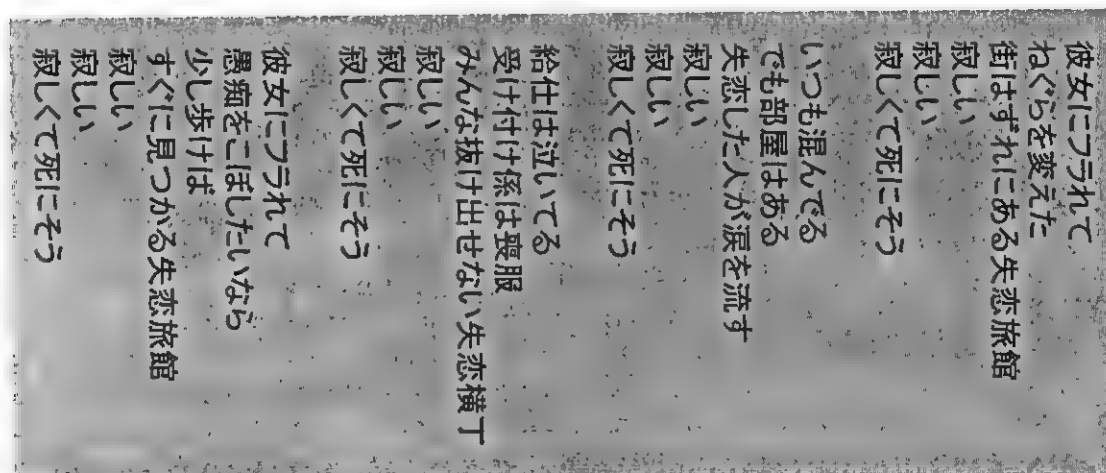 彼女にフラれて
ねぐらを変えた
街はずれにある失恋旅館
寂しい
寂しい
寂しくて死にそう
いつも混んでる
でも部屋はある
失恋した人が涙を流す
寂しい
寂しい
寂しくて死にそう
給仕は泣いてる
受け付け係は喪服
みんな抜け出せない失恋横丁
寂しい
寂しい
寂しくて死にそう
彼女にフラれて
愚痴をこぼしたいなら
少し歩けば
すぐに見つかる失恋旅館
寂しい
寂しい
寂しくて死にそう